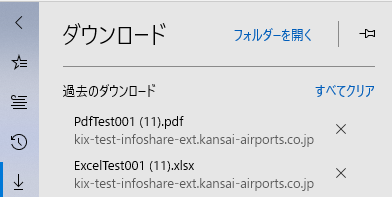 ダウンロード
フォルダーを開く
過去のダウンロード
すべてクリア
PdfTest001 (11).pdf
kix-test-infoshare-ext.kansai-airports.co.jp
ExcelTest001 (11).xlsx
kix-test-infoshare-ext.kansai-airports.co.jp